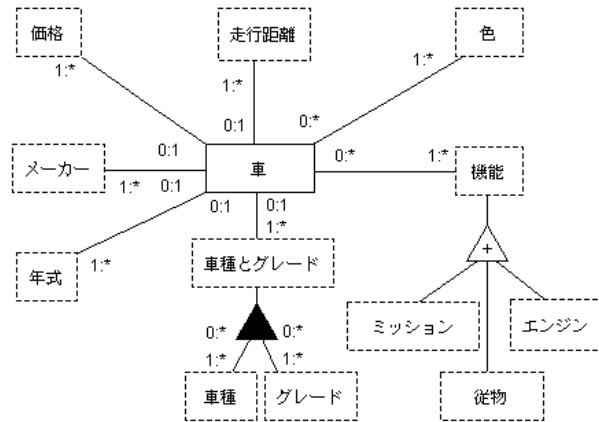 価格
走行距離
色
1:*
1:*
1:*
0:1
0:1
0:*
メーカー
車
機能
0:*
1:*
1:*
0:1
0:1
0:1
1:*
年式
1:*
車種とグレード
+
ミッション
エンジン
0:*
0:*
1:*
1:*
車種
グレード
従物